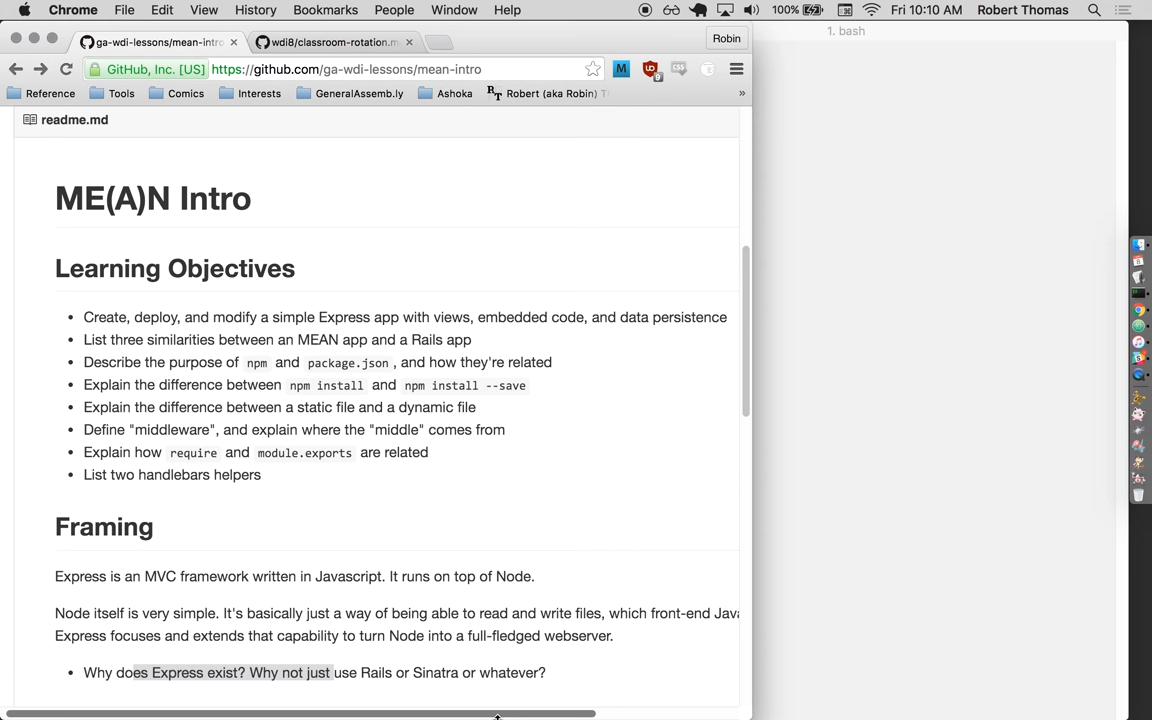 Chrome File Edit View History Bookmarks People Window Help 100% Fri 10:10 AM Robert Thomas
ga-wdi-lessons/mean-intro × wdi8/classroom-rotation.m × Robin
1. bash
GitHub, Inc. [US] https://github.com/ga-wdi-lessons/mean-intro
Reference Tools Comics Interests GeneralAssemb.ly Ashoka Robert (aka Robin) T »
readme.md
ME(A)N Intro
Learning Objectives
• Create, deploy, and modify a simple Express app with views, embedded code, and data persistence
• List three similarities between an MEAN app and a Rails app
• Describe the purpose of npm and package.json, and how they're related
• Explain the difference between npm install and npm install --save
• Explain the difference between a static file and a dynamic file
• Define "middleware", and explain where the "middle" comes from
• Explain how require and module.exports are related
• List two handlebars helpers
Framing
Express is an MVC framework written in Javascript. It runs on top of Node.
Node itself is very simple. It's basically just a way of being able to read and write files, which front-end Java
Express focuses and extends that capability to turn Node into a full-fledged webserver.
• Why does Express exist? Why not just use Rails or Sinatra or whatever?